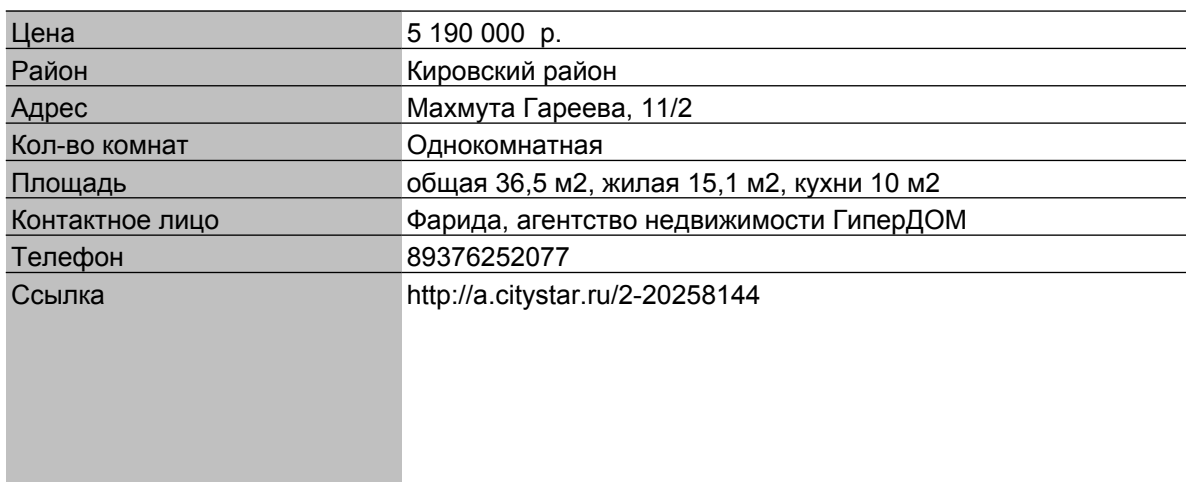 Цена 5 190 000 р.
Район Кировский район
Адрес Махмута Гареева, 11/2
Кол-во комнат Однокомнатная
Площадь общая 36,5 м2, жилая 15,1 м2, кухни 10 м2
Контактное лицо Фарида, агентство недвижимости ГиперДОМ
Телефон 89376252077
Ссылка http://a.citystar.ru/2-20258144